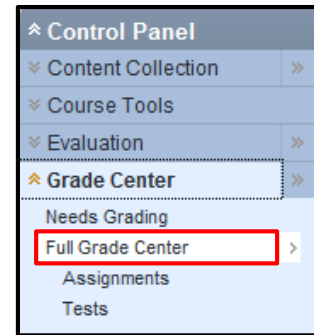 Control Panel
Content Collection
Course Tools
Evaluation
Grade Center
Needs Grading
Full Grade Center
Assignments
Tests